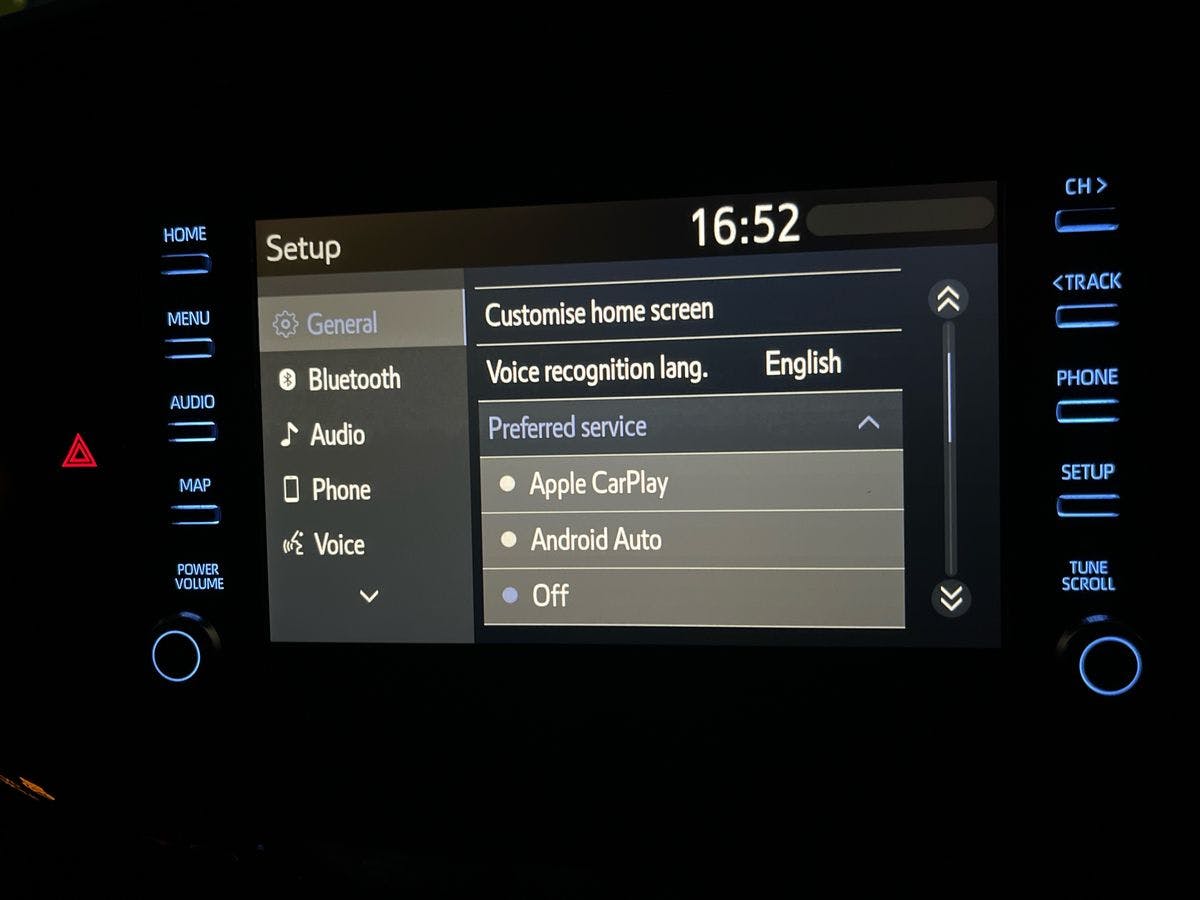 HOME
MENU
AUDIO
MAP
POWER
VOLUME
Setup
16:52
General
Bluetooth
Audio
Phone
Voice
Customise home screen
Voice recognition lang. English
Preferred service
Apple CarPlay
Android Auto
Off
CH >
<TRACK
PHONE
SETUP
TUNE
SCROLL